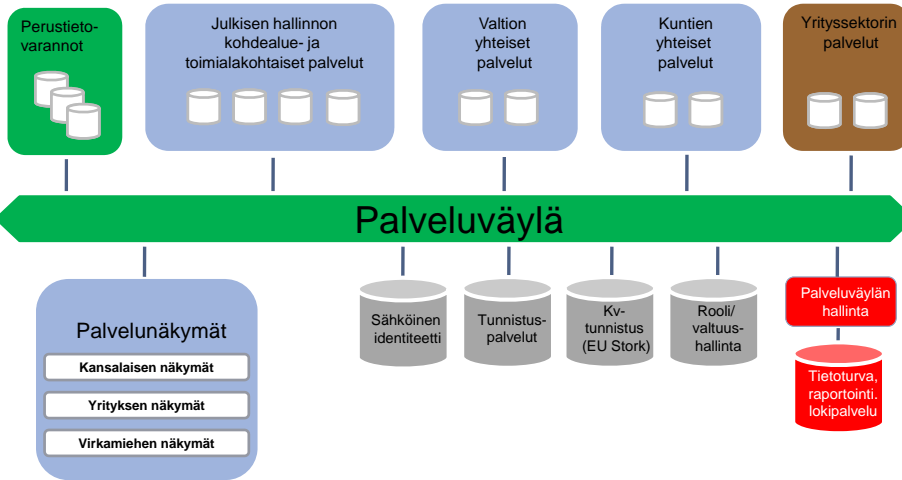 Perustieto-
varannot
Julkisen hallinnon
kohdealue- ja
toimialakohtaiset palvelut
Valtion
yhteiset
palvelut
Kuntien
yhteiset
palvelut
Yrityssektorin
palvelut
Palveluväylä
Palvelunäkymät
Kansalaisen näkymät
Yrityksen näkymät
Virkamiehen näkymät
Sähköinen
identiteetti
Tunnistus-
palvelut
Kv-
tunnistus
(EU Stork)
Rooli/
valtuus-
hallinta
Palveluväylän
hallinta
Tietoturva,
raportointi.
lokipalvelu